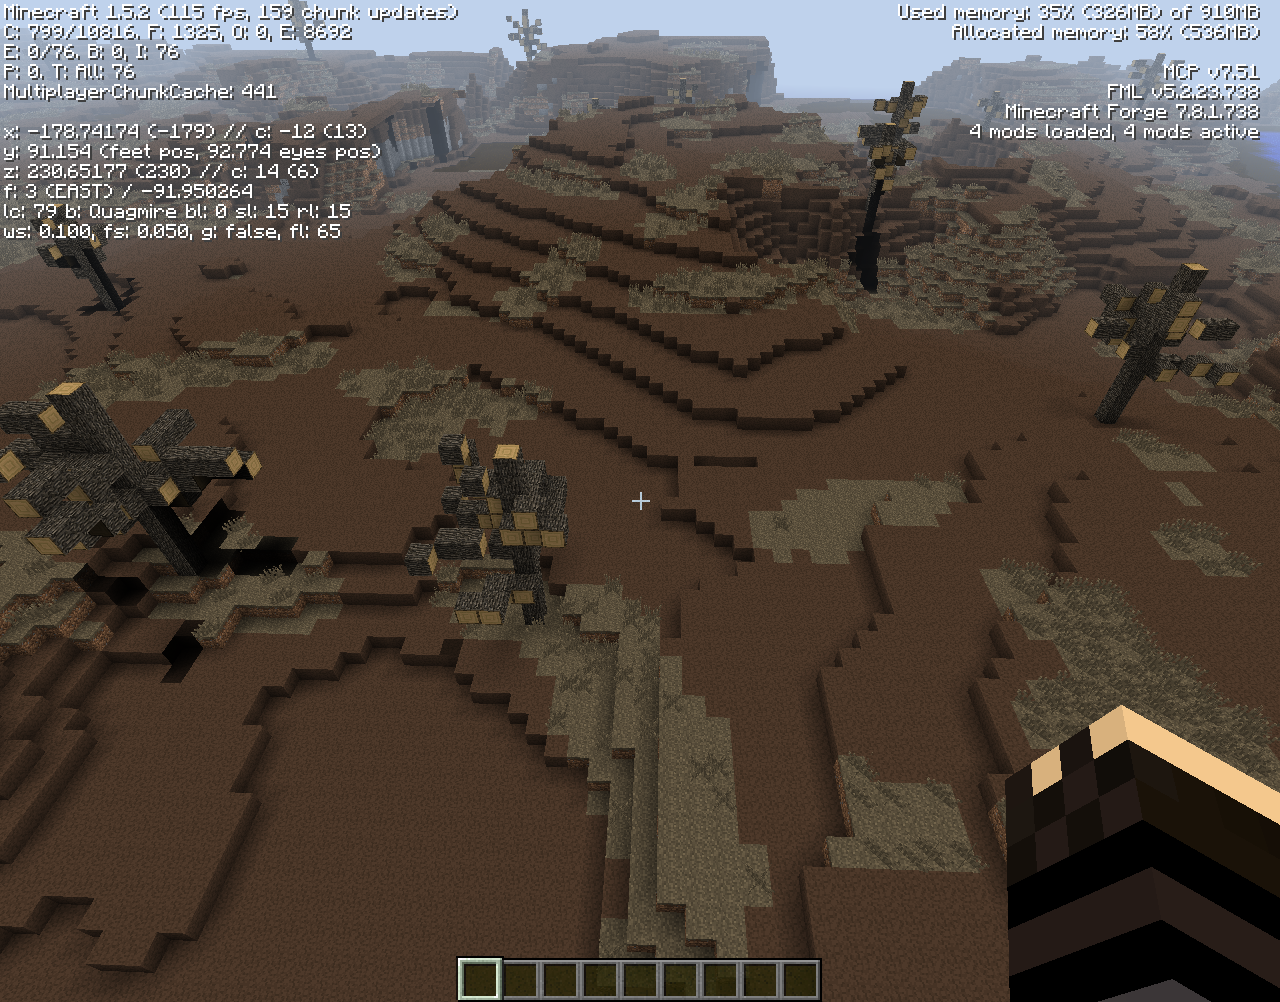 Minecraft 1.5.2 (115 fps, 159 chunk updates)
C: 799/10816. F: 1325, O: 0, E: 8692
E: 0/76. B: 0, I: 76
P: 0. T: All: 76
MultiplayerChunkCache: 441
x: -178.74174 (-179) // c: -12 (13)
y: 91.154 (feet pos, 92.774 eyes pos)
z: 230.65177 (230) // c: 14 (6)
f: 3 (EAST) / -91.950264
lc: 79 b: Quagmire bl: 0 sl: 15 rl: 15
ws: 0.100, fs: 0.050, g: false, fl: 65
Used memory: 35% (326MB) of 910MB
Allocated memory: 58% (536MB)
MCP v7.51
FML v5.2.23.738
Minecraft Forge 7.8.1.738
4 mods loaded, 4 mods active